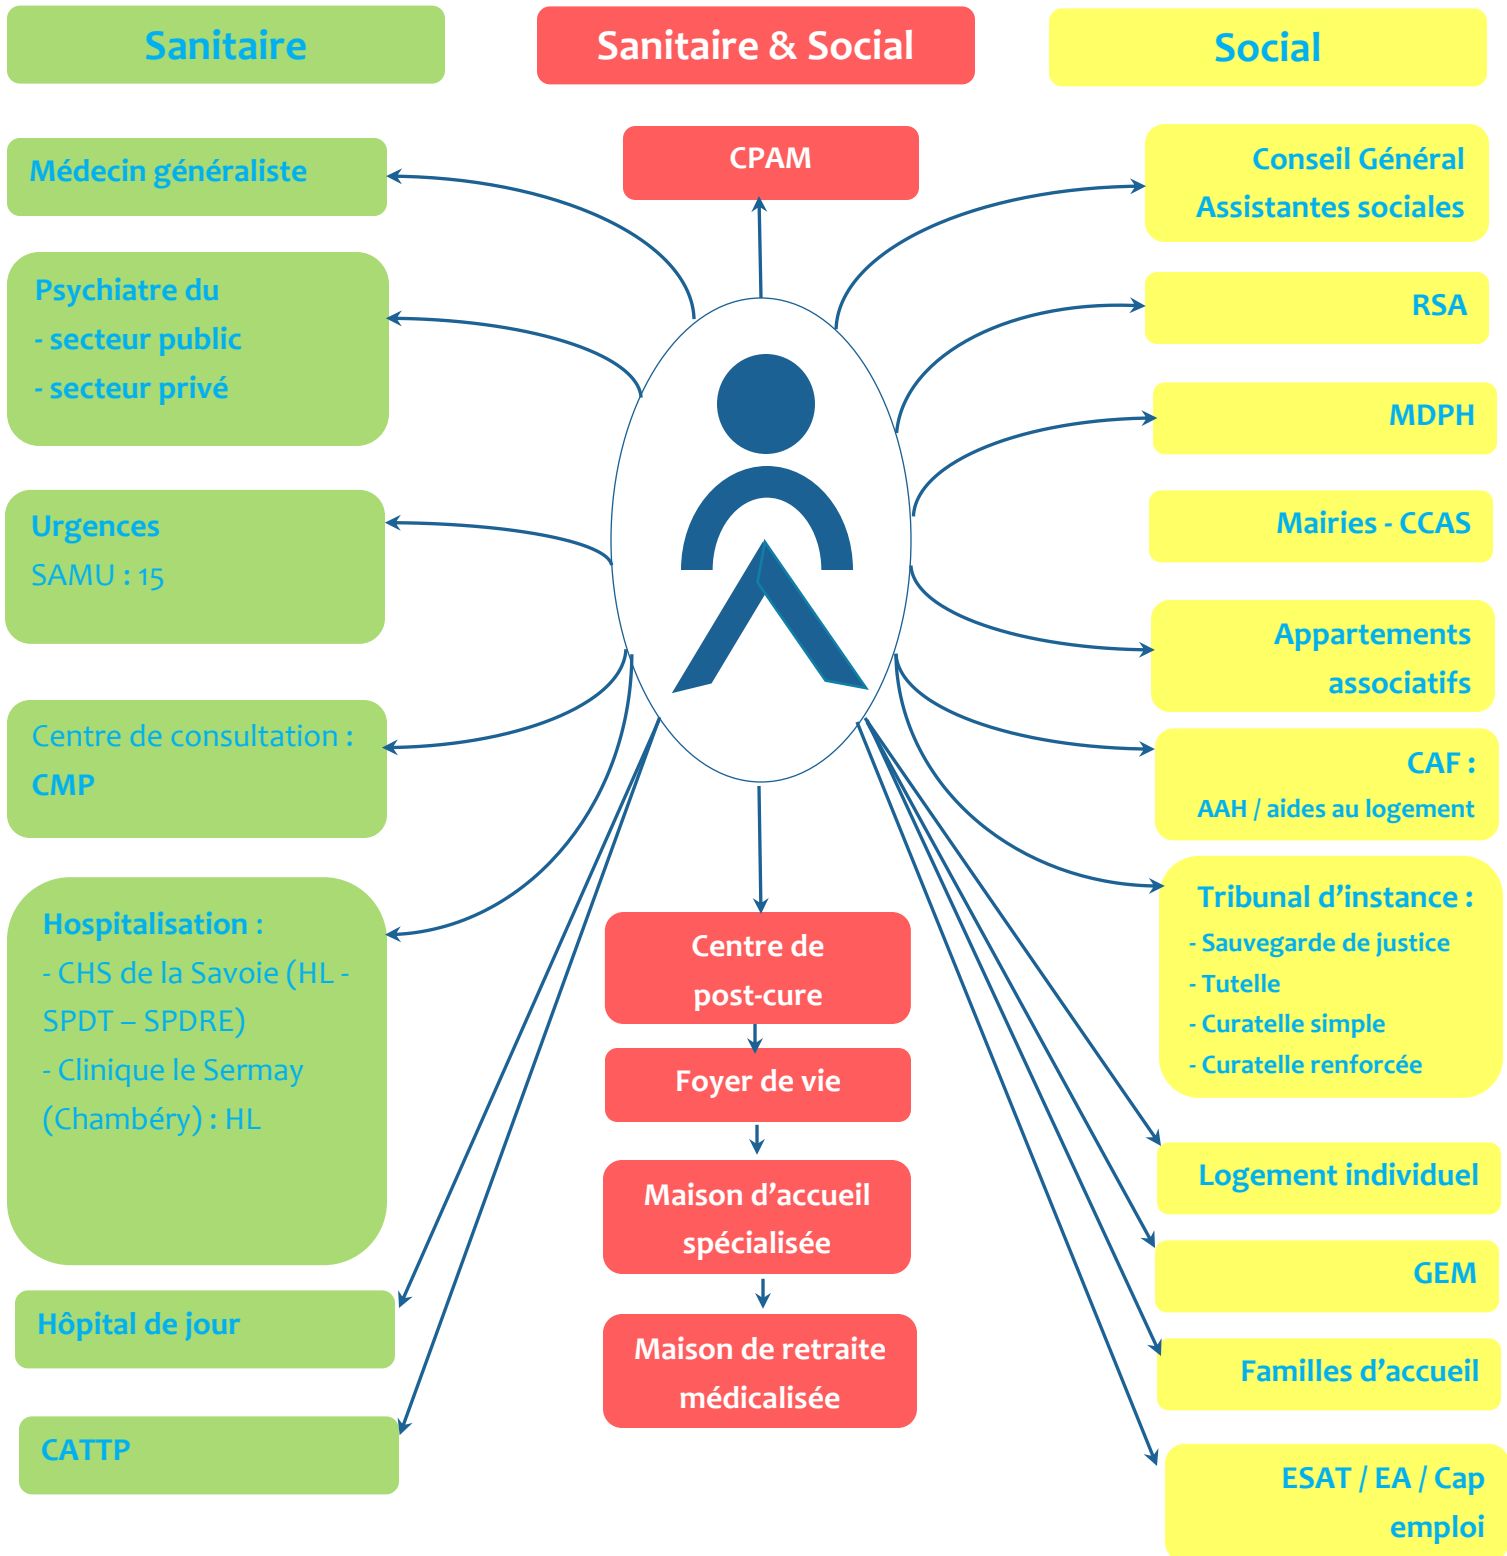 Sanitaire
Sanitaire & Social
Social
Médecin généraliste
Psychiatre du
- secteur public
- secteur privé
Urgences
SAMU : 15
Centre de consultation :
CMP
Hospitalisation :
- CHS de la Savoie (HL -
SPDT – SPDRE)
- Clinique le Sermay
(Chambéry) : HL
Hôpital de jour
CATTP
CPAM
Centre de
post-cure
Foyer de vie
Maison d’accueil
spécialisée
Maison de retraite
médicalisée
Conseil Général
Assistantes sociales
RSA
MDPH
Mairies - CCAS
Appartements
associatifs
CAF :
AAH / aides au logement
Tribunal d’instance :
- Sauvegarde de justice
- Tutelle
- Curatelle simple
- Curatelle renforcée
Logement individuel
GEM
Familles d’accueil
ESAT / EA / Cap
emploi